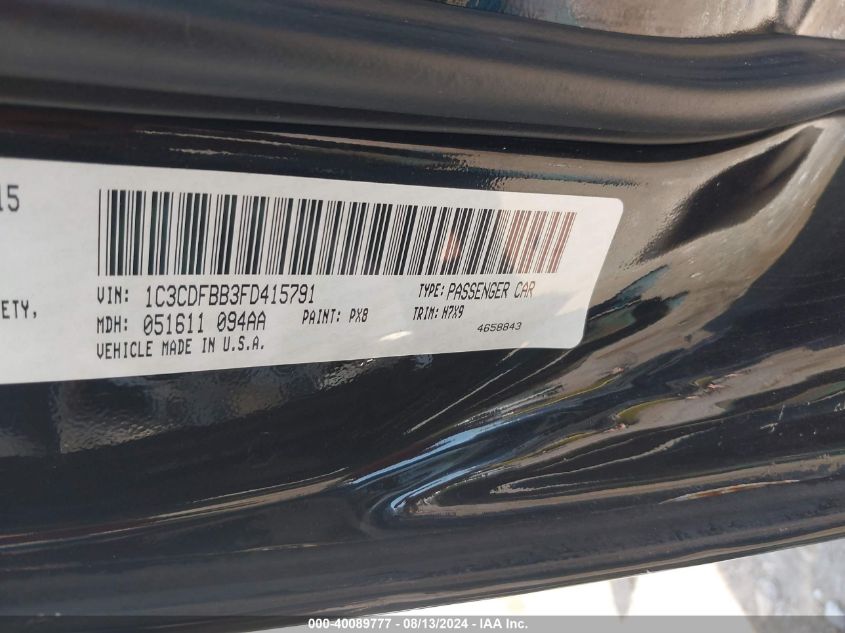 15
ETY,
VIN: 1C3CDFBB3FD415791 TYPE: PASSENGER CAR
MDH: 051611 094AA PAINT: PX8 TRIM: H7X9
VEHICLE MADE IN U.S.A. 4658843
000-40089777 - 08/13/2024 - IAA Inc.